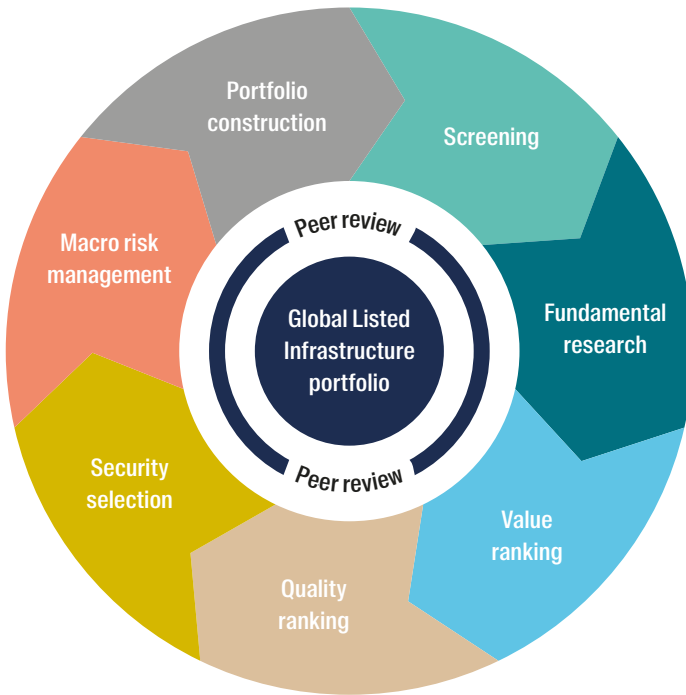 Portfolio
construction
Screening
Fundamental
research
Value
ranking
Quality
ranking
Security
selection
Macro risk
management
Peer review
Global Listed
Infrastructure
portfolio
Peer review